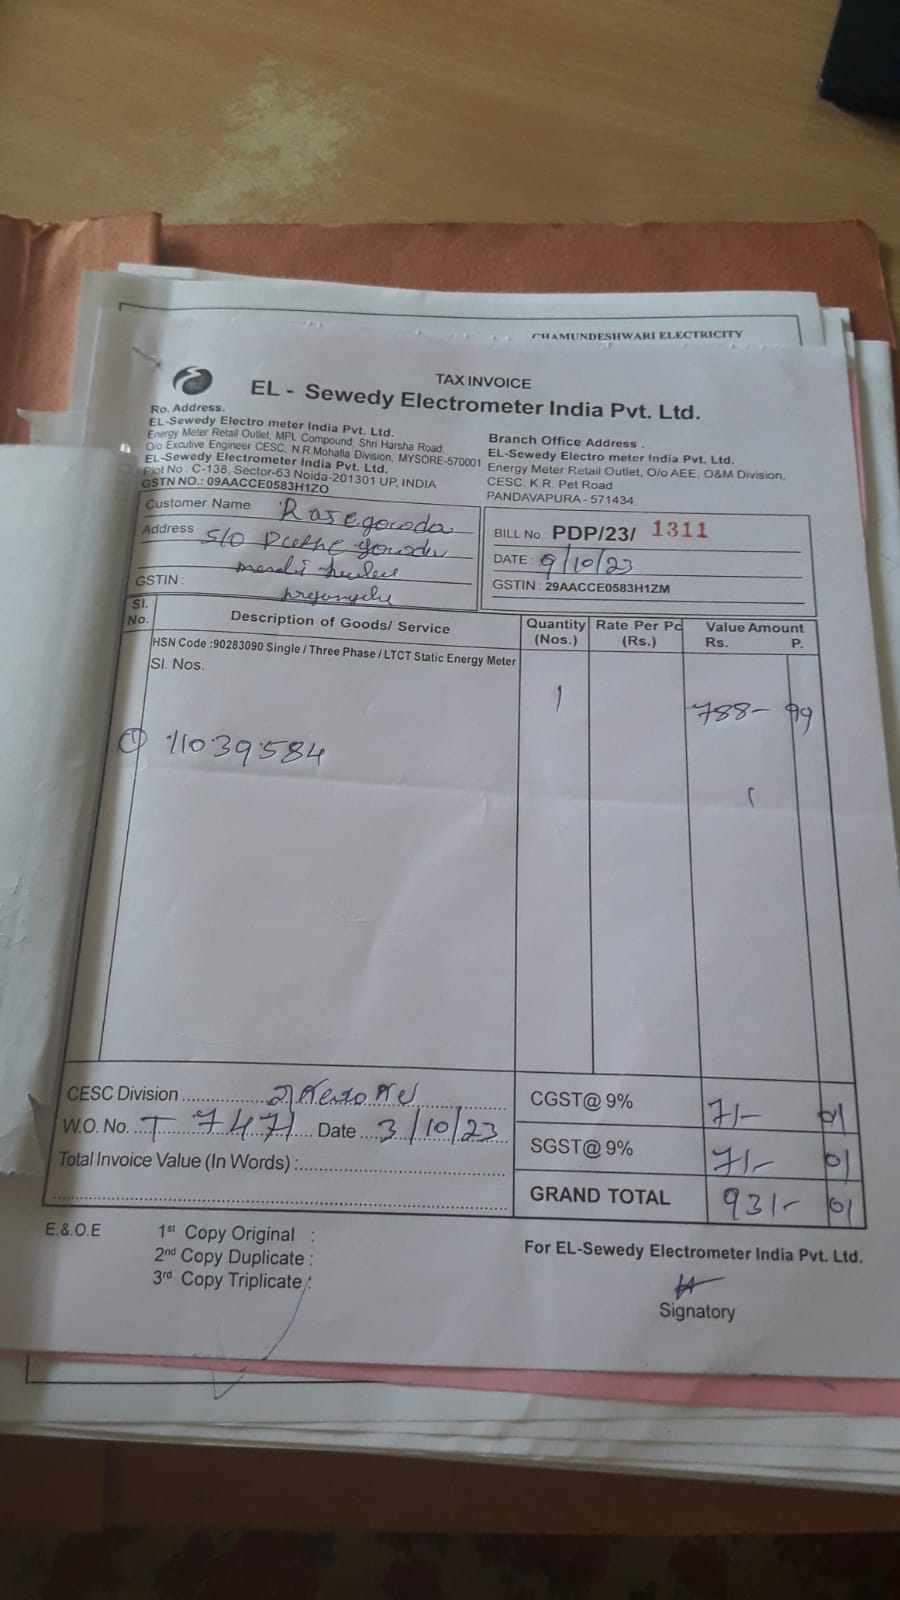 CHAMUNDESHWARI ELECTRICITY
TAX INVOICE
EL - Sewedy Electrometer India Pvt. Ltd.
Ro. Address.
EL-Sewedy Electro meter India Pvt. Ltd.
Energy Meter Retail Outlet, MPL Compound, Shri Harsha Road,
O/o Excutive Engineer CESC, N.R.Mohalla Division, MYSORE-570001
EL-Sewedy Electrometer India Pvt. Ltd.
Plot No : C-138, Sector-63 Noida-201301 UP, INDIA
GSTN NO.: 09AACCE0583H1ZO
Branch Office Address .
EL-Sewedy Electro meter India Pvt. Ltd.
Energy Meter Retail Outlet, O/o AEE, O&M Division,
CESC. K.R. Pet Road
PANDAVAPURA - 571434.
Customer Name
Address S/O
GSTIN :
BILL No. PDP/23/ 1311
DATE : 9/10/23
GSTIN : 29AACCE0583H1ZM
Sl. No. Description of Goods/ Service Quantity (Nos.) Rate Per Pc (Rs.) Value Amount Rs. P.
HSN Code :90283090 Single / Three Phase / LTCT Static Energy Meter
Sl. Nos.
1 788- 99
① 11039584
CESC Division
W.O. No. T 7471 Date 3/10/23
Total Invoice Value (In Words) :
CGST@ 9% 71- 01
SGST@ 9% 71- 01
GRAND TOTAL 931- 01
E.&.O.E
1st Copy Original :
2nd Copy Duplicate :
3rd Copy Triplicate :
For EL-Sewedy Electrometer India Pvt. Ltd.
Signatory